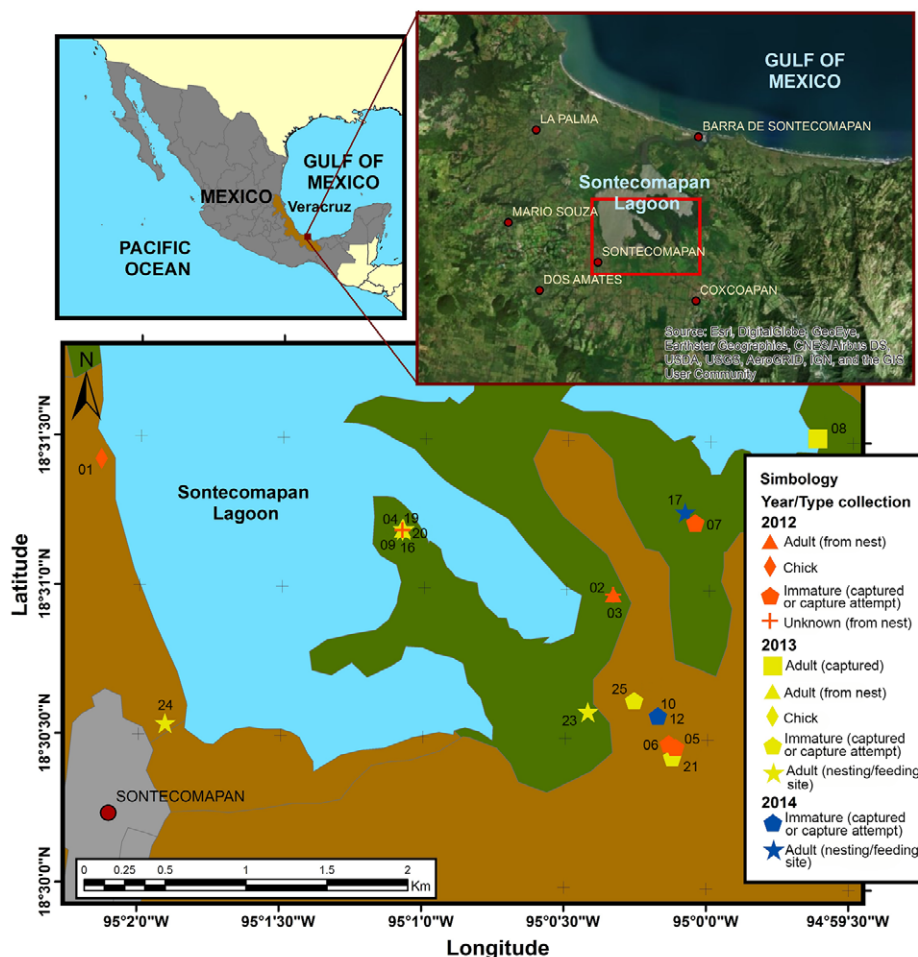 GULF OF
MEXICO
MEXICO
Veracruz
PACIFIC
OCEAN
GULF OF
MEXICO
LA PALMA
BARRA DE SONTECOMAPAN
Sontecomapan
Lagoon
MARIO SOUZA
SONTECOMAPAN
DOS AMATES
COXCOAPAN
Source: Esri, DigitalGlobe, GeoEye,
Earthstar Geographics, CNES/Airbus DS,
USDA, USGS, AeroGRID, IGN, and the GIS
User Community
N
18°31'30"N
18°31'0"N
18°30'30"N
18°30'0"N
Latitude
01
Sontecomapan
Lagoon
04
19
20
09
16
02
03
17
07
08
25
10
12
23
06
05
21
24
SONTECOMAPAN
0
0.25
0.5
1
1.5
2
Km
95°2'0"W
95°1'30"W
95°1'0"W
95°0'30"W
95°0'0"W
94°59'30"W
Longitude
Simbology
Year/Type collection
2012
Adult (from nest)
Chick
Immature (captured
or capture attempt)
Unknown (from nest)
2013
Adult (captured)
Adult (from nest)
Chick
Immature (captured
or capture attempt)
Adult (nesting/feeding
site)
2014
Immature (captured
or capture attempt)
Adult (nesting/feeding
site)